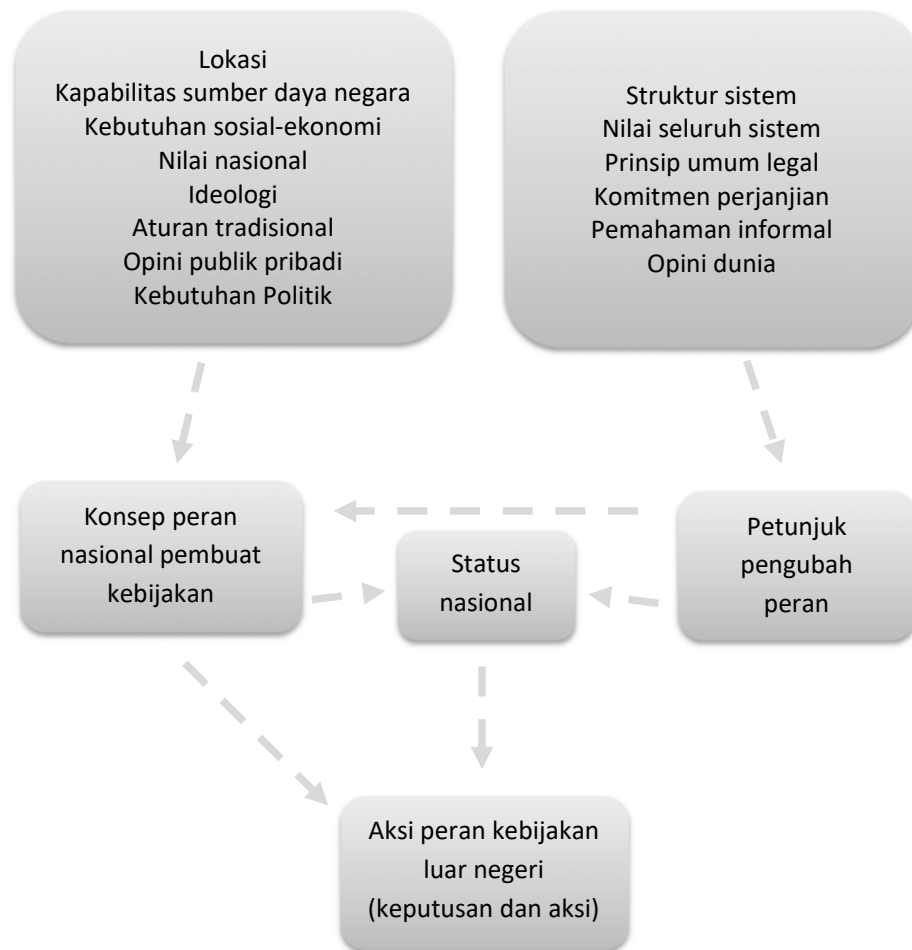 Lokasi
Kapabilitas sumber daya negara
Kebutuhan sosial-ekonomi
Nilai nasional
Ideologi
Aturan tradisional
Opini publik pribadi
Kebutuhan Politik
Struktur sistem
Nilai seluruh sistem
Prinsip umum legal
Komitmen perjanjian
Pemahaman informal
Opini dunia
Konsep peran
nasional pembuat
kebijakan
Status
nasional
Petunjuk
pengubah
peran
Aksi peran kebijakan
luar negeri
(keputusan dan aksi)